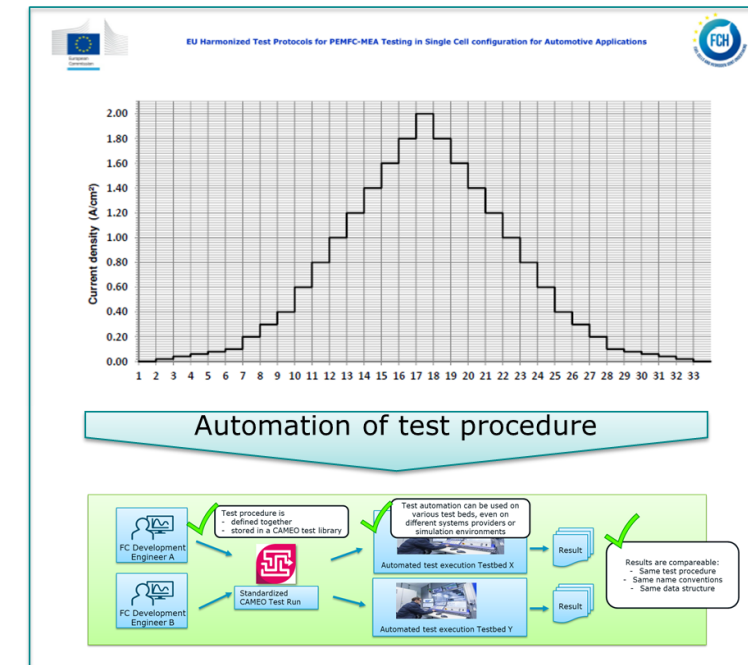 European
Commission
EU Harmonized Test Protocols for PEMFC-MEA Testing in Single Cell configuration for Automotive Applications
FCH
Current density (A/cm²)
2.00
1.80
1.60
1.40
1.20
1.00
0.80
0.60
0.40
0.20
0.00
1 2 3 4 5 6 7 8 9 10 11 12 13 14 15 16 17 18 19 20 21 22 23 24 25 26 27 28 29 30 31 32 33
Automation of test procedure
FC Development
Engineer A
Test procedure is
- defined together
- stored in a CAMEO test library
Test automation can be used on
various test beds, even on
different systems providers or
simulation environments
Automated test execution Testbed X
Result
Results are compareable:
- Same test procedure
- Same name conventions
- Same data structure
Standardized
CAMEO Test Run
FC Development
Engineer B
Automated test execution Testbed Y
Result